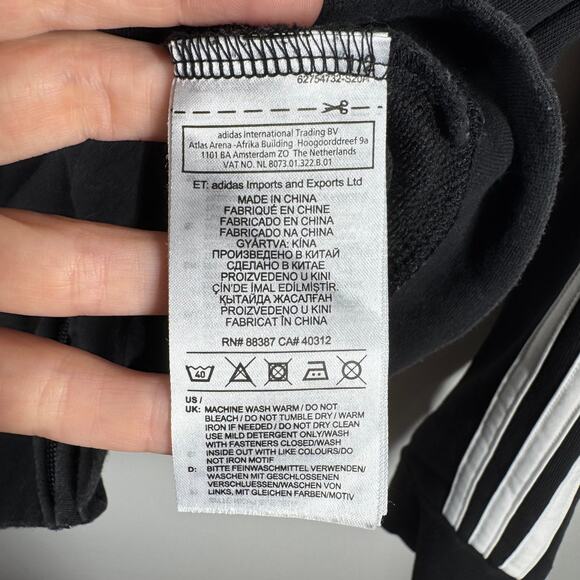 62754732-S20
adidas International Trading BV
Atlas Arena -Afrika Building Hoogoorddreef 9a
1101 BA Amsterdam ZO The Netherlands
VAT NO. NL 8073.01.322.B.01
ET: adidas Imports and Exports Ltd
MADE IN CHINA
FABRIQUÉ EN CHINE
FABRICADO EN CHINA
FABRICADO NA CHINA
GYÁRTVA: KÍNA
ПРОИЗВЕДЕНО В КИТАЙ
СДЕЛАНО В КИТАЕ
PROIZVEDENO U KINI
ÇİN'DE İMAL EDİLMİŞTİR.
ҚЫТАЙДА ЖАСАЛҒАН
PROIZVEDENO U KINI
FABRICAT ÎN CHINA
RN# 88387 CA# 40312
40
US /
UK: MACHINE WASH WARM / DO NOT
BLEACH / DO NOT TUMBLE DRY / WARM
IRON IF NEEDED / DO NOT DRY CLEAN
USE MILD DETERGENT ONLY/WASH
WITH FASTENERS CLOSED/WASH
INSIDE OUT WITH LIKE COLOURS/DO
NOT IRON MOTIF
D: BITTE FEINWASCHMITTEL VERWENDEN/
WASCHEN MIT GESCHLOSSENEN
VERSCHLUESSEN/WASCHEN VON
LINKS, MIT GLEICHEN FARBEN/MOTIV